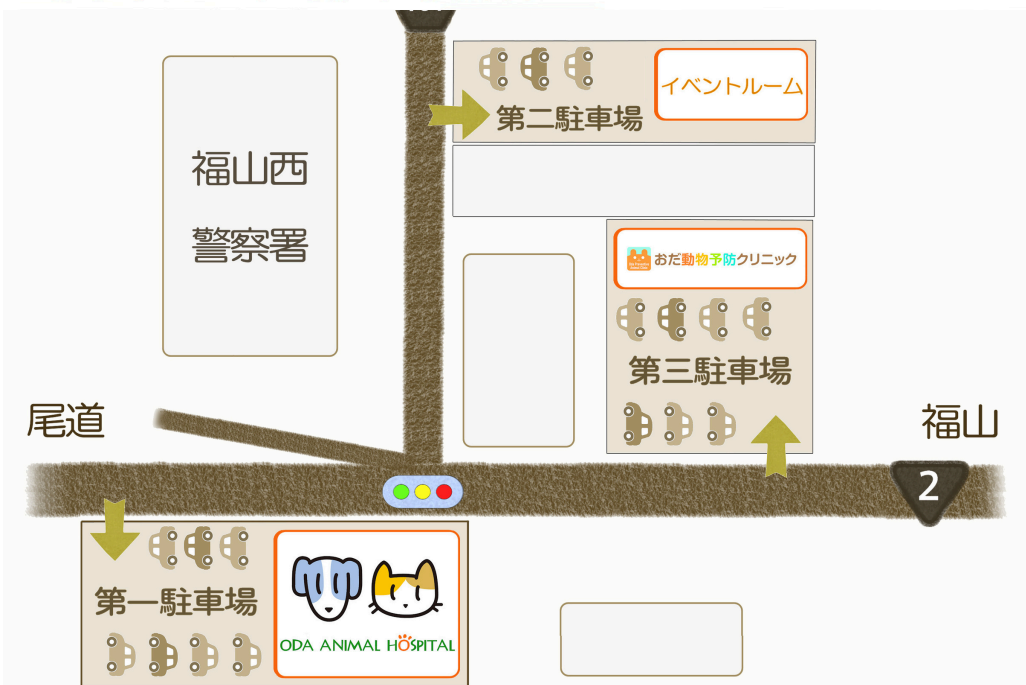 イベントルーム
第二駐車場
福山西
警察署
おだ動物予防クリニック
第三駐車場
尾道
福山
2
第一駐車場
ODA ANIMAL HOSPITAL